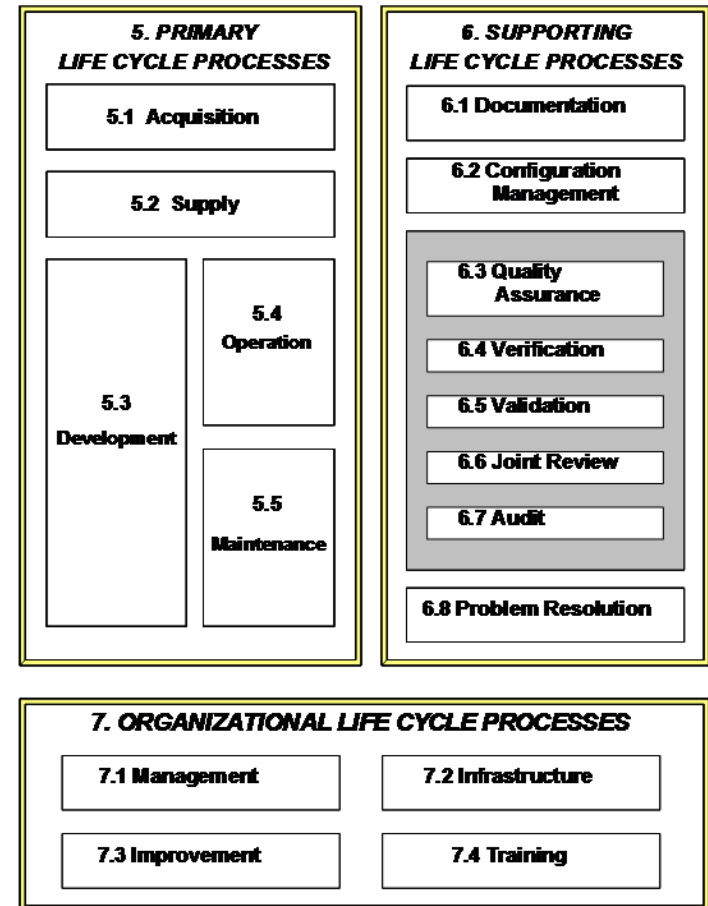 5. PRIMARY
LIFE CYCLE PROCESSES
5.1 Acquisition
5.2 Supply
5.3
Development
5.4
Operation
5.5
Maintenance
6. SUPPORTING
LIFE CYCLE PROCESSES
6.1 Documentation
6.2 Configuration
Management
6.3 Quality
Assurance
6.4 Verification
6.5 Validation
6.6 Joint Review
6.7 Audit
6.8 Problem Resolution
7. ORGANIZATIONAL LIFE CYCLE PROCESSES
7.1 Management
7.2 Infrastructure
7.3 Improvement
7.4 Training